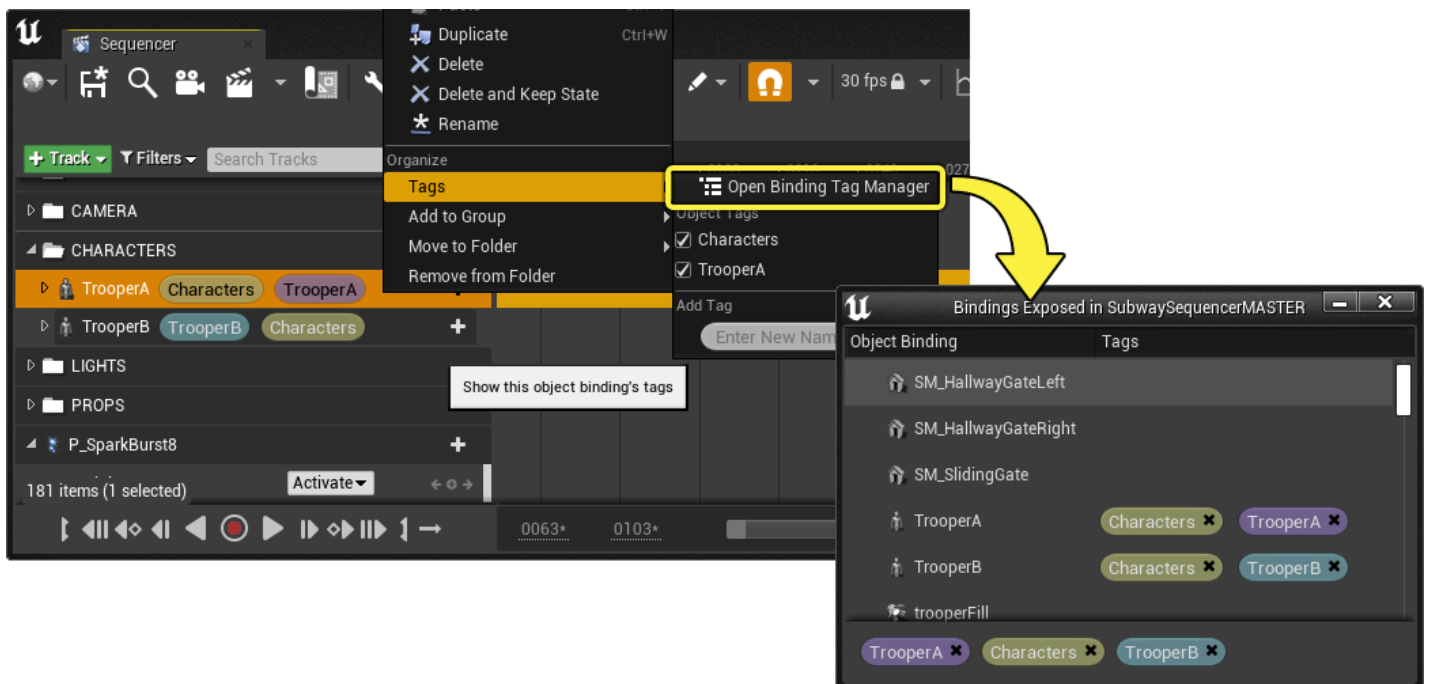 Sequencer
Duplicate Ctrl+W
Delete
Delete and Keep State
Rename
30 fps
Track Filters Search Tracks
Organize
Tags
Open Binding Tag Manager
CAMERA
Add to Group
Object Tags
Move to Folder
Characters
CHARACTERS
Remove from Folder
TrooperA
TrooperA Characters TrooperA
Add Tag
TrooperB TrooperB Characters
Enter New Nam
LIGHTS
Show this object binding's tags
PROPS
P_SparkBurst8
181 items (1 selected)
Activate
0063*
0103*
Bindings Exposed in SubwaySequencerMASTER
Object Binding Tags
SM_HallwayGateLeft
SM_HallwayGateRight
SM_SlidingGate
TrooperA Characters TrooperA
TrooperB Characters TrooperB
trooperFill
TrooperA Characters TrooperB